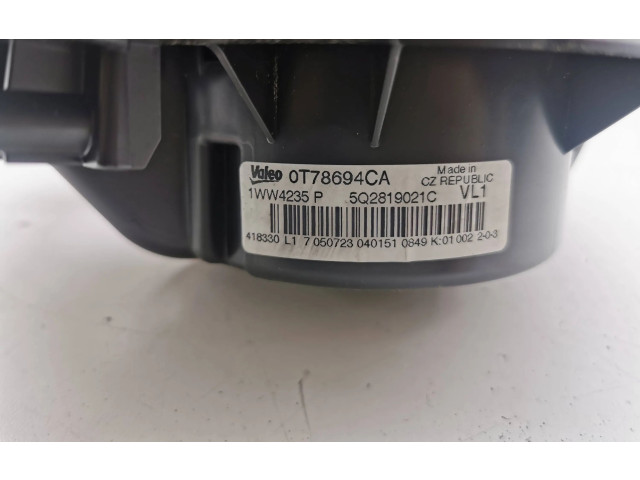 Valeo 0T78694CA Made in
CZ REPUBLIC
1WW4235 P 5Q2819021C VL1
418330 L1 7 050723 040151 0849 K:01 002 2-0-3